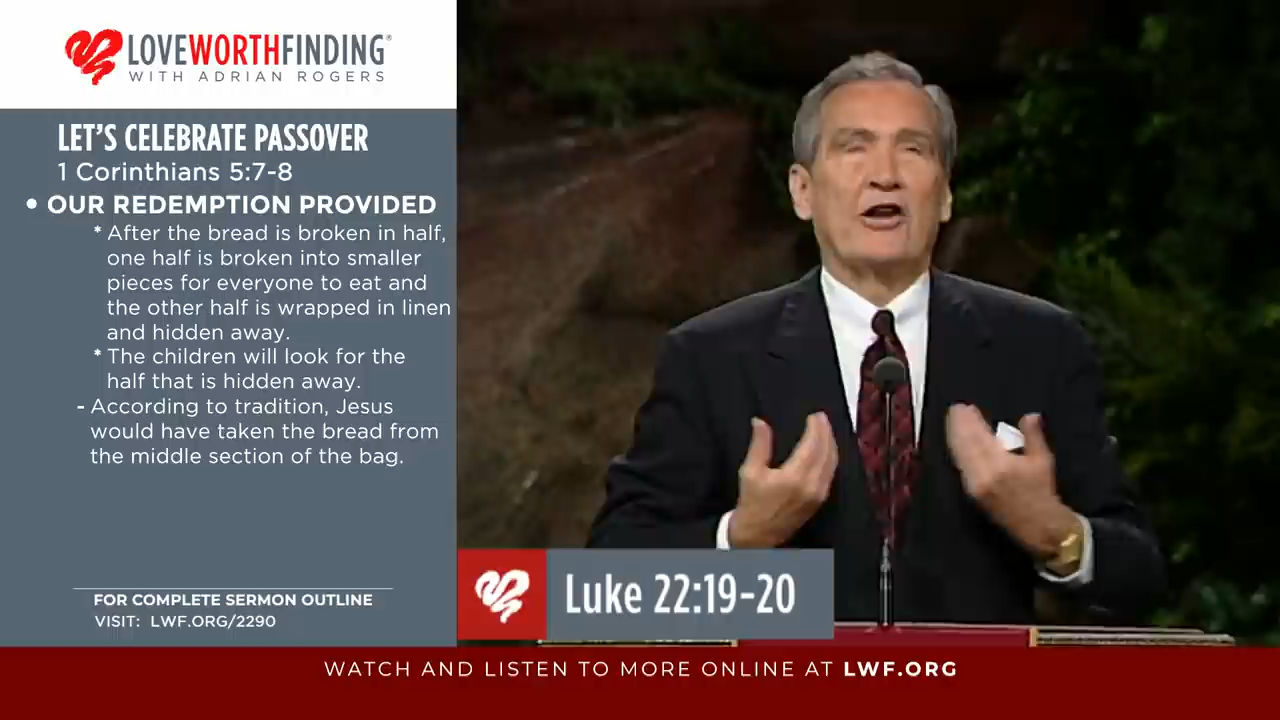 LOVEWORTHFINDING®
WITH ADRIAN ROGERS
LET'S CELEBRATE PASSOVER
1 Corinthians 5:7-8
• OUR REDEMPTION PROVIDED
* After the bread is broken in half,
one half is broken into smaller
pieces for everyone to eat and
the other half is wrapped in linen
and hidden away.
* The children will look for the
half that is hidden away.
- According to tradition, Jesus
would have taken the bread from
the middle section of the bag.
FOR COMPLETE SERMON OUTLINE
VISIT: LWF.ORG/2290
Luke 22:19-20
WATCH AND LISTEN TO MORE ONLINE AT LWF.ORG